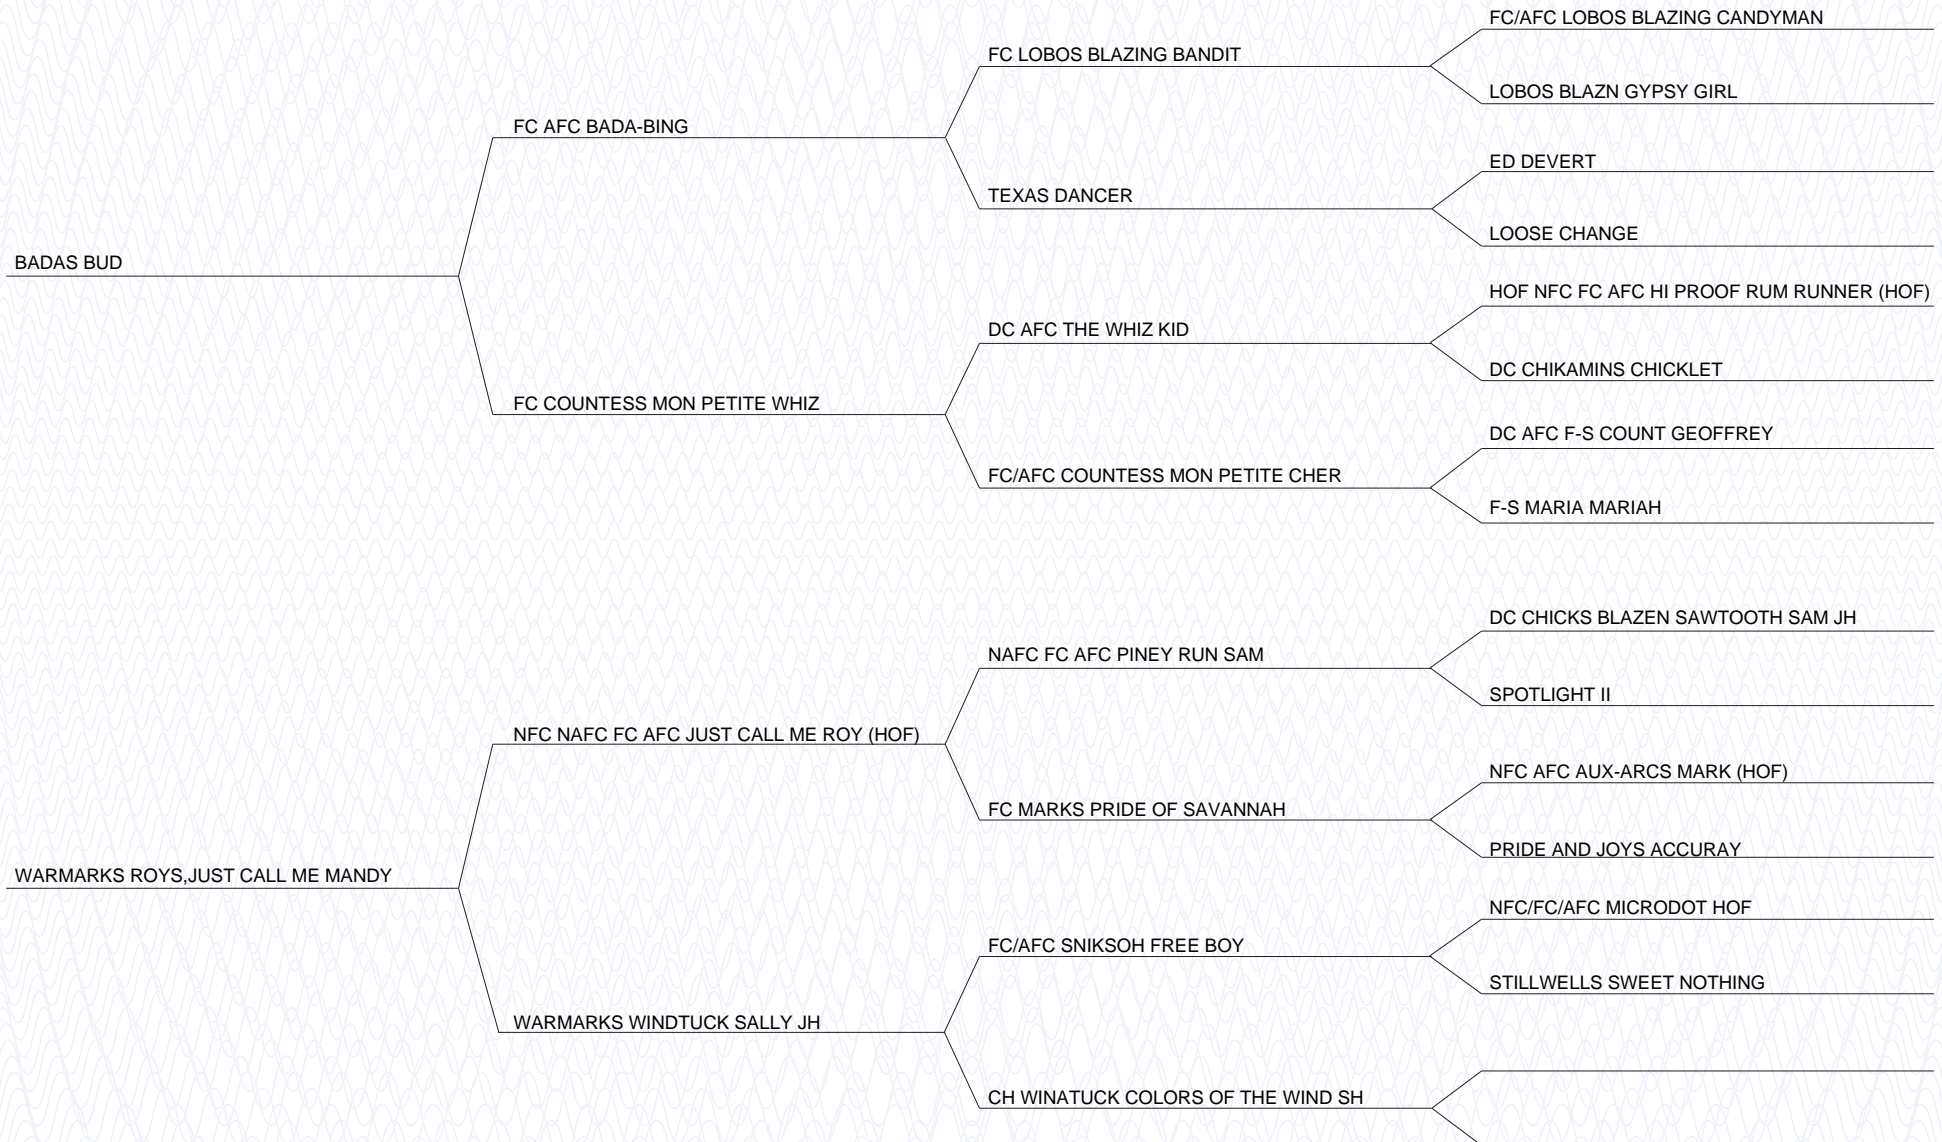 FC/AFC LOBOS BLAZING CANDYMAN
FC LOBOS BLAZING BANDIT
LOBOS BLAZN GYPSY GIRL
FC AFC BADA-BING
ED DEVERT
TEXAS DANCER
LOOSE CHANGE
BADAS BUD
HOF NFC FC AFC HI PROOF RUM RUNNER (HOF)
DC AFC THE WHIZ KID
DC CHIKAMINS CHICKLET
FC COUNTESS MON PETITE WHIZ
DC AFC F-S COUNT GEOFFREY
FC/AFC COUNTESS MON PETITE CHER
F-S MARIA MARIAH
DC CHICKS BLAZEN SAWTOOTH SAM JH
NAFC FC AFC PINEY RUN SAM
SPOTLIGHT II
NFC NAFC FC AFC JUST CALL ME ROY (HOF)
NFC AFC AUX-ARCS MARK (HOF)
FC MARKS PRIDE OF SAVANNAH
PRIDE AND JOYS ACCURAY
WARMARKS ROYS,JUST CALL ME MANDY
NFC/FC/AFC MICRODOT HOF
FC/AFC SNIKSOH FREE BOY
STILLWELLS SWEET NOTHING
WARMARKS WINDTUCK SALLY JH
CH WINATUCK COLORS OF THE WIND SH